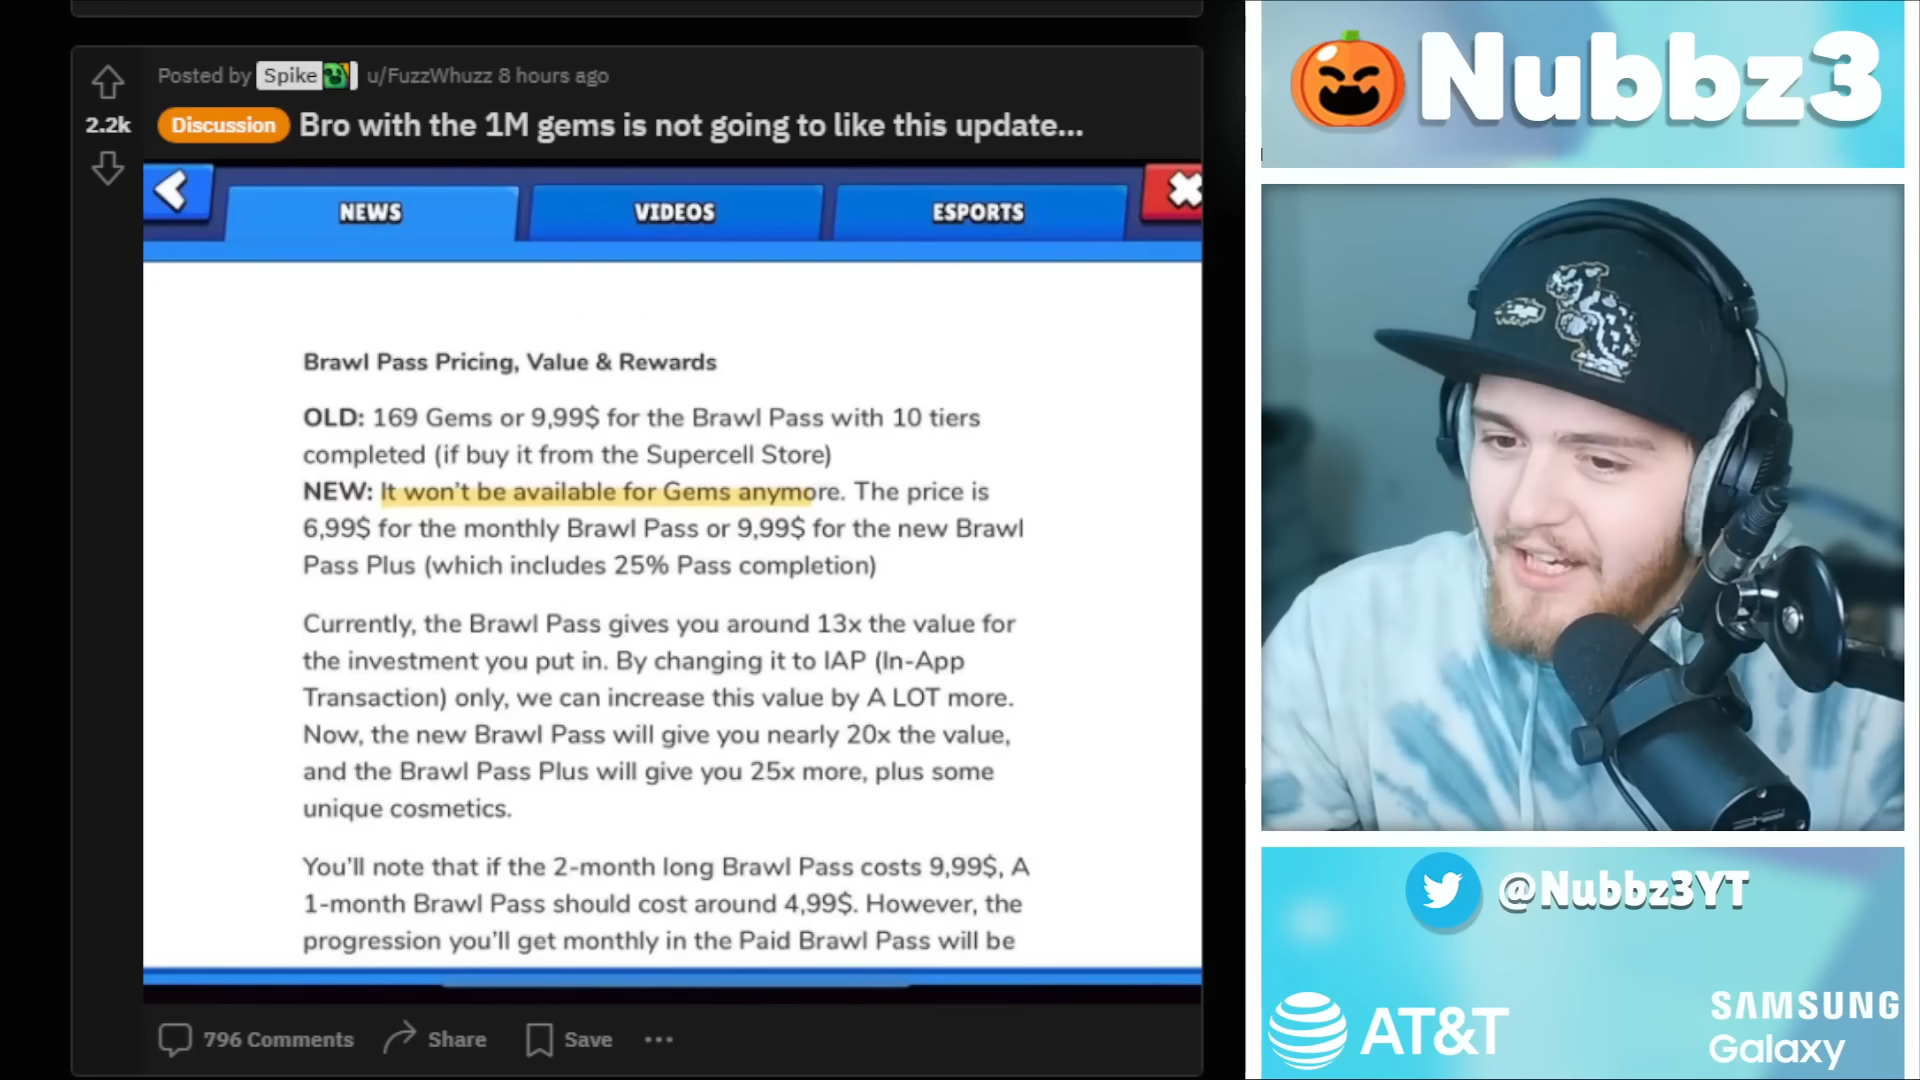 Posted by Spike u/FuzzWhuzz 8 hours ago
2.2k
Discussion Bro with the 1M gems is not going to like this update...
NEWS VIDEOS ESPORTS
Brawl Pass Pricing, Value & Rewards
OLD: 169 Gems or 9,99$ for the Brawl Pass with 10 tiers
completed (if buy it from the Supercell Store)
NEW: It won't be available for Gems anymore. The price is
6,99$ for the monthly Brawl Pass or 9,99$ for the new Brawl
Pass Plus (which includes 25% Pass completion)
Currently, the Brawl Pass gives you around 13x the value for
the investment you put in. By changing it to IAP (In-App
Transaction) only, we can increase this value by A LOT more.
Now, the new Brawl Pass will give you nearly 20x the value,
and the Brawl Pass Plus will give you 25x more, plus some
unique cosmetics.
You'll note that if the 2-month long Brawl Pass costs 9,99$, A
1-month Brawl Pass should cost around 4,99$. However, the
progression you'll get monthly in the Paid Brawl Pass will be
796 Comments Share Save
Nubbz3
@Nubbz3YT
AT&T
SAMSUNG
Galaxy